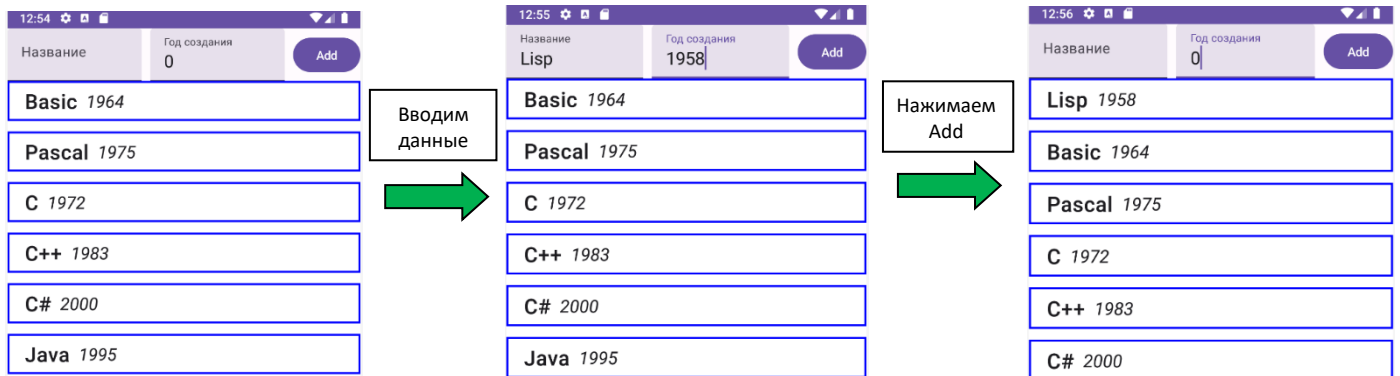 12:54
Название
Год создания
0
Add
Basic 1964
Pascal 1975
C 1972
C++ 1983
C# 2000
Java 1995
Вводим
данные
12:55
Название
Lisp
Год создания
1958
Add
Basic 1964
Pascal 1975
C 1972
C++ 1983
C# 2000
Java 1995
Нажимаем
Add
12:56
Название
Год создания
0
Add
Lisp 1958
Basic 1964
Pascal 1975
C 1972
C++ 1983
C# 2000